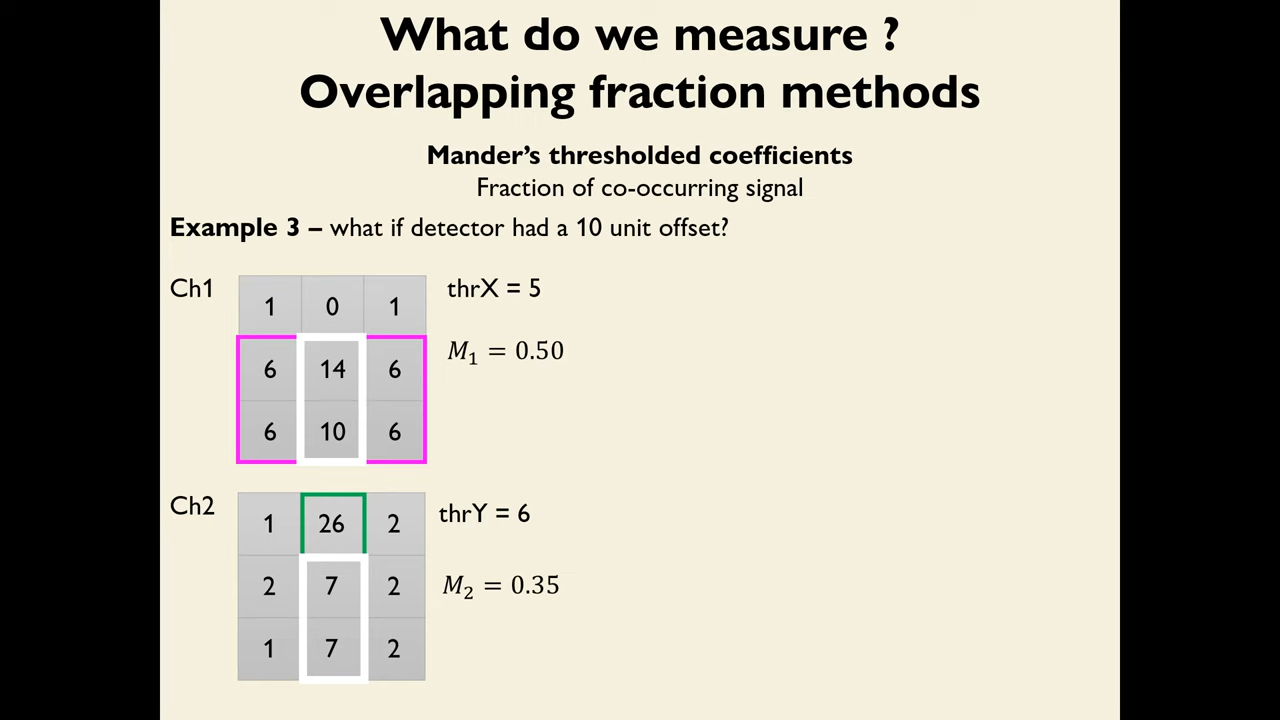 What do we measure ?
Overlapping fraction methods
Mander’s thresholded coefficients
Fraction of co-occurring signal
Example 3 – what if detector had a 10 unit offset?
Ch1
1 0 1
6 14 6
6 10 6
thrX = 5
M₁ = 0.50
Ch2
1 26 2
2 7 2
1 7 2
thrY = 6
M₂ = 0.35